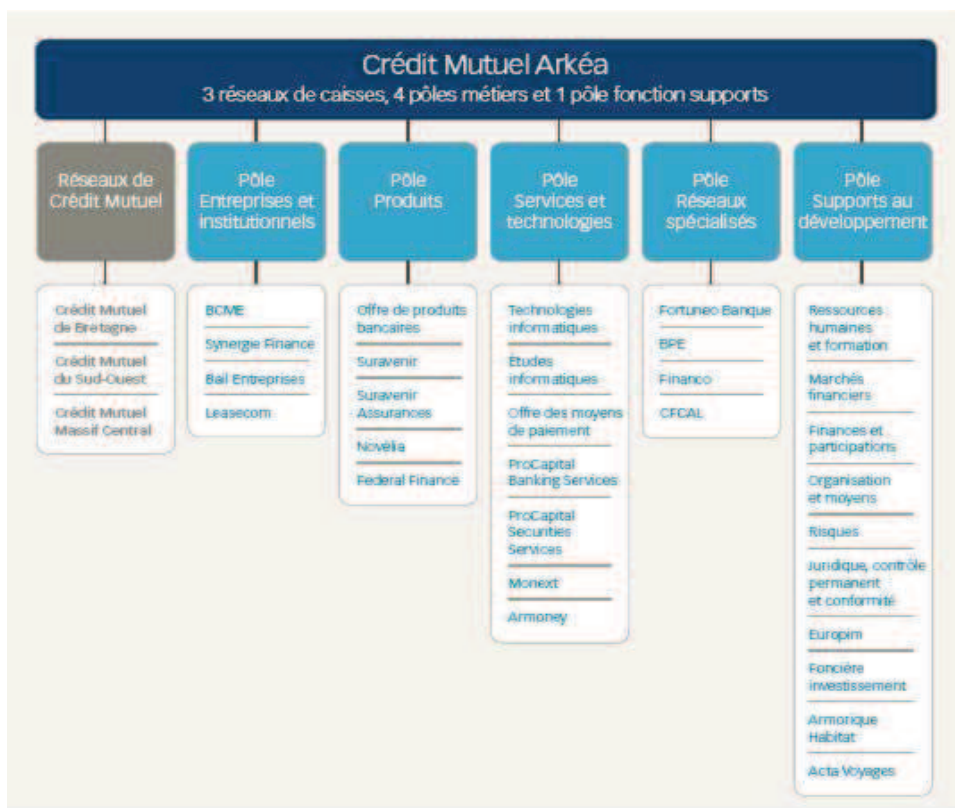 Crédit Mutuel Arkéa
3 réseaux de caisses, 4 pôles métiers et 1 pôle fonction supports
Réseaux de
Crédit Mutuel
Pôle
Entreprises et
institutionnels
Pôle
Produits
Pôle
Services et
technologies
Pôle
Réseaux
spécialisés
Pôle
Supports au
développement
Crédit Mutuel
de Bretagne
Crédit Mutuel
du Sud-Ouest
Crédit Mutuel
Massif Central
BCME
Synergie Finance
Bail Entreprises
Leasecom
Offre de produits
bancaires
Suravenir
Suravenir
Assurances
Novélia
Federal Finance
Technologies
informatiques
Études
informatiques
Offre des moyens
de paiement
ProCapital
Banking Services
ProCapital
Securities
Services
Monext
Armoney
Fortuneo Banque
BPE
Financo
CFCAL
Ressources
humaines
et formation
Marchés
financiers
Finances et
participations
Organisation
et moyens
Risques
Juridique, contrôle
permanent
et conformité
Europim
Foncière
investissement
Armorique
Habitat
Acta Voyages